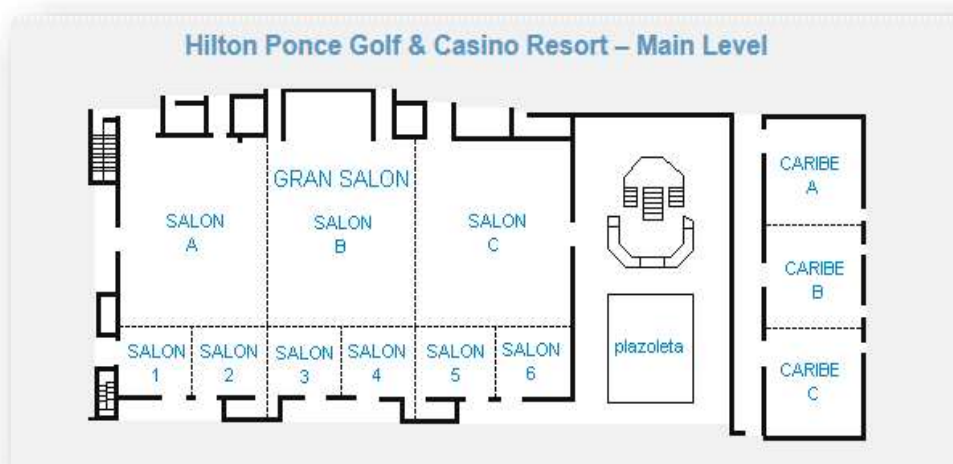 Hilton Ponce Golf & Casino Resort – Main Level
GRAN SALON
SALON
A
SALON
B
SALON
C
SALON
1
SALON
2
SALON
3
SALON
4
SALON
5
SALON
6
plazoleta
CARIBE
A
CARIBE
B
CARIBE
C